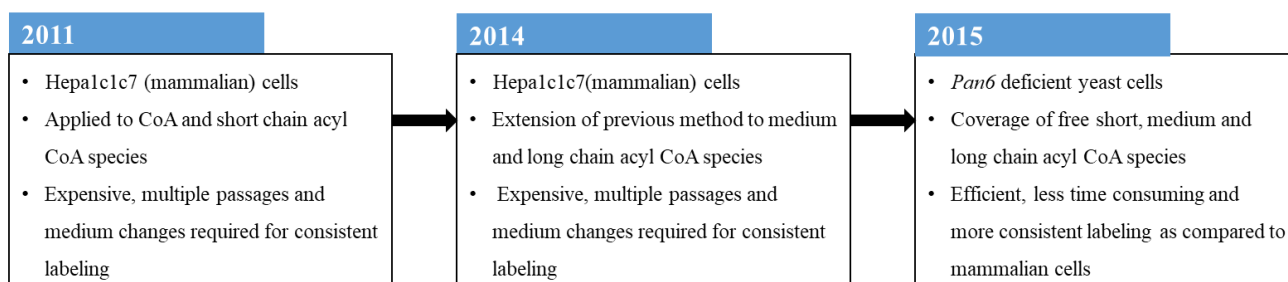 2011
• Hepa1c1c7 (mammalian) cells
• Applied to CoA and short chain acyl
CoA species
• Expensive, multiple passages and
medium changes required for consistent
labeling
2014
• Hepa1c1c7(mammalian) cells
• Extension of previous method to medium
and long chain acyl CoA species
• Expensive, multiple passages and
medium changes required for consistent
labeling
2015
• Pan6 deficient yeast cells
• Coverage of free short, medium and
long chain acyl CoA species
• Efficient, less time consuming and
more consistent labeling as compared to
mammalian cells